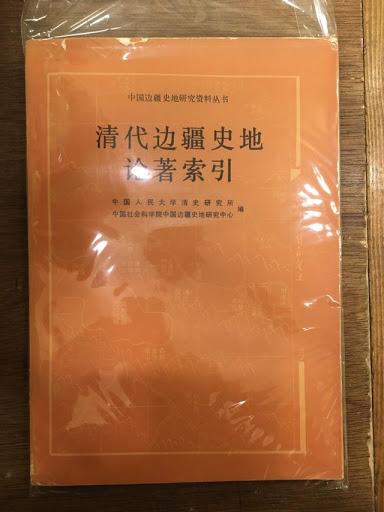 中国边疆史地研究资料丛书
清代边疆史地
论著索引
中国人民大学清史研究所
中国社会科学院中国边疆史地研究中心
编